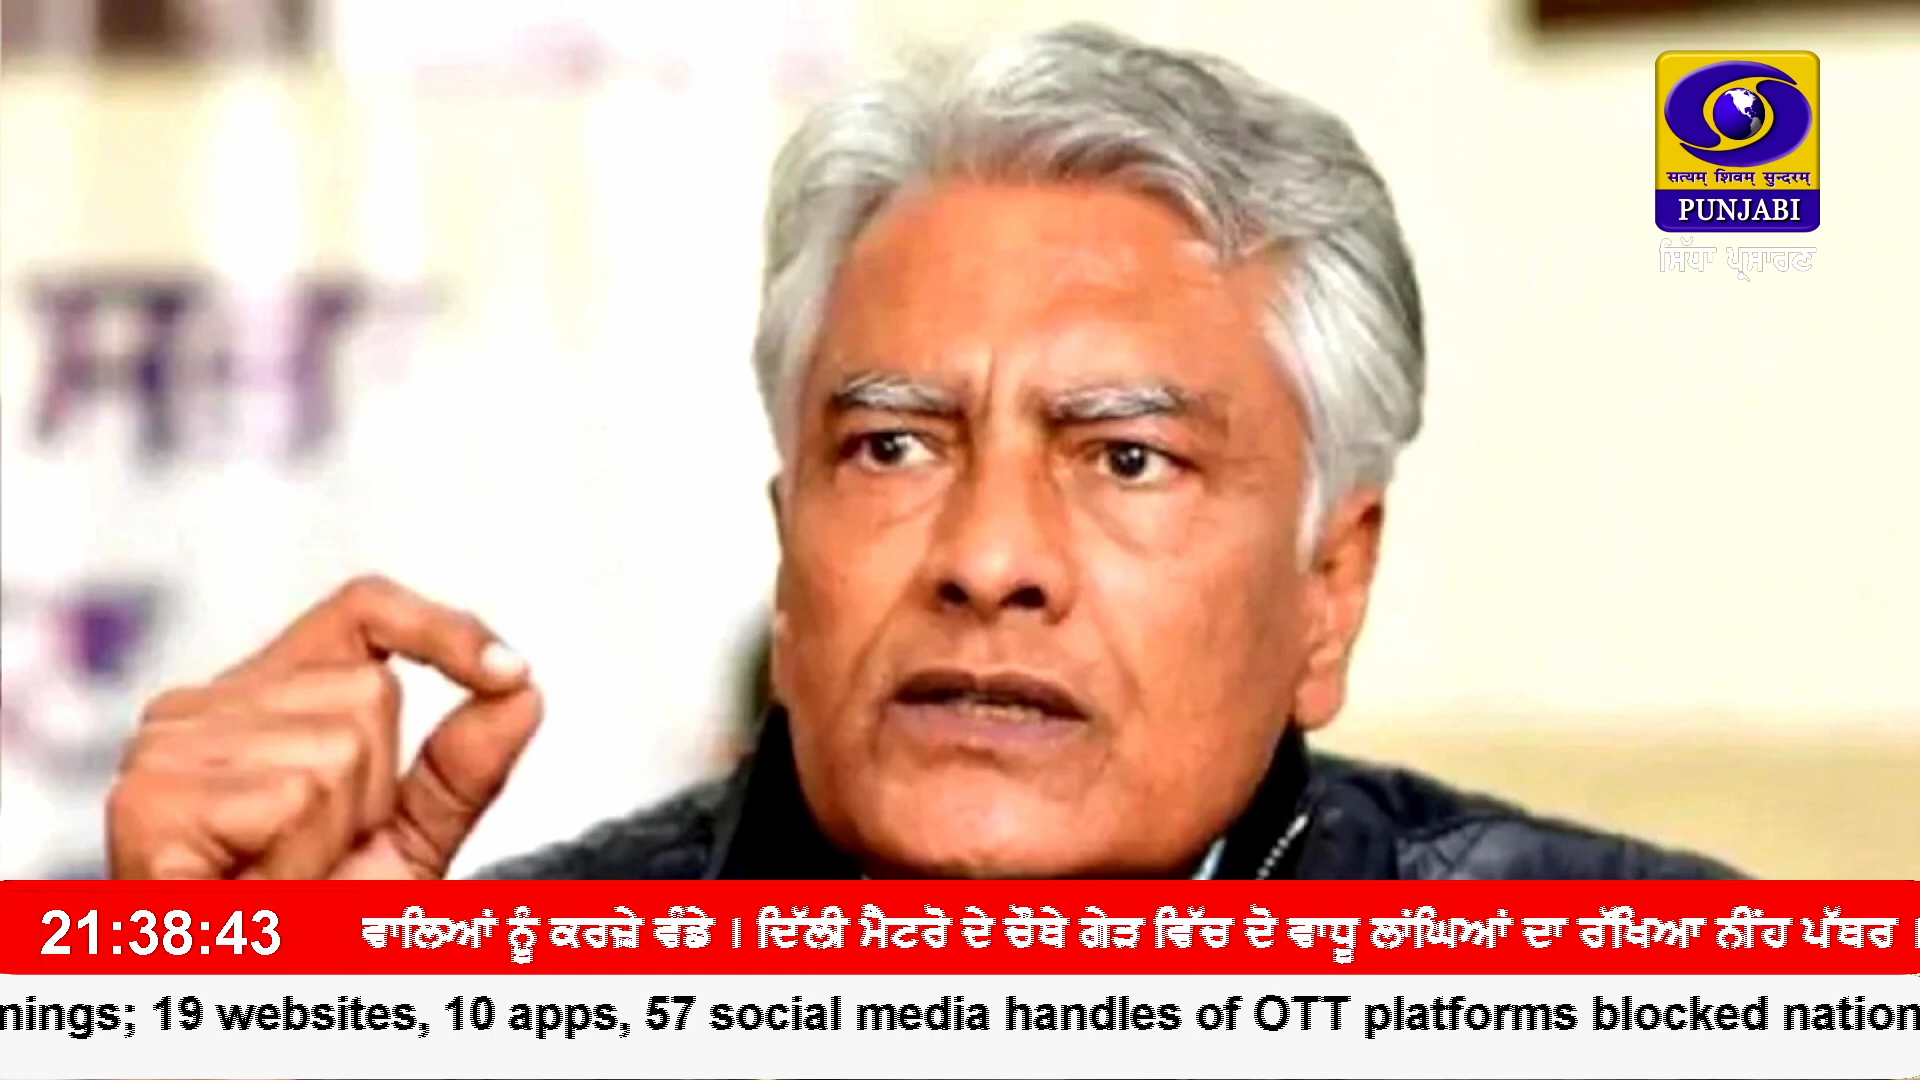 सत्यम् शिवम् सुन्दरम्
PUNJABI
ਸਿੱਧਾ ਪ੍ਰਸਾਰਣ
21:38:43 ਵਾਲਿਆਂ ਨੂੰ ਕਰਜ਼ੇ ਵੰਡੇ । ਦਿੱਲੀ ਮੈਟਰੋ ਦੇ ਚੌਥੇ ਗੇੜ ਵਿੱਚ ਦੋ ਵਾਧੂ ਲਾਂਘਿਆਂ ਦਾ ਰੱਖਿਆ ਨੀਂਹ ਪੱਥਰ ।
nings; 19 websites, 10 apps, 57 social media handles of OTT platforms blocked nation